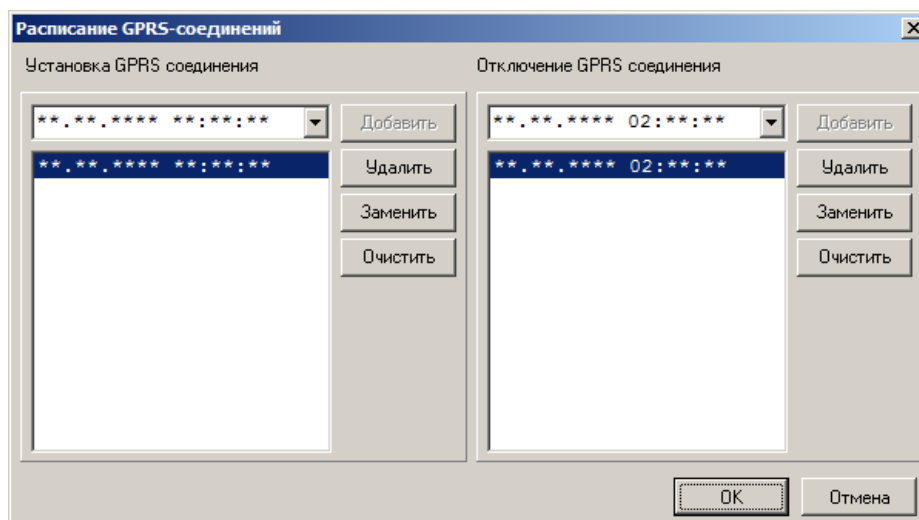 Расписание GPRS-соединений
Установка GPRS соединения
Отключение GPRS соединения
**.**.**** **:**:**
Добавить
**.**.**** 02:**:**
Добавить
**.**.**** **:**:**
Удалить
**.**.**** 02:**:**
Удалить
Заменить
Заменить
Очистить
Очистить
OK
Отмена